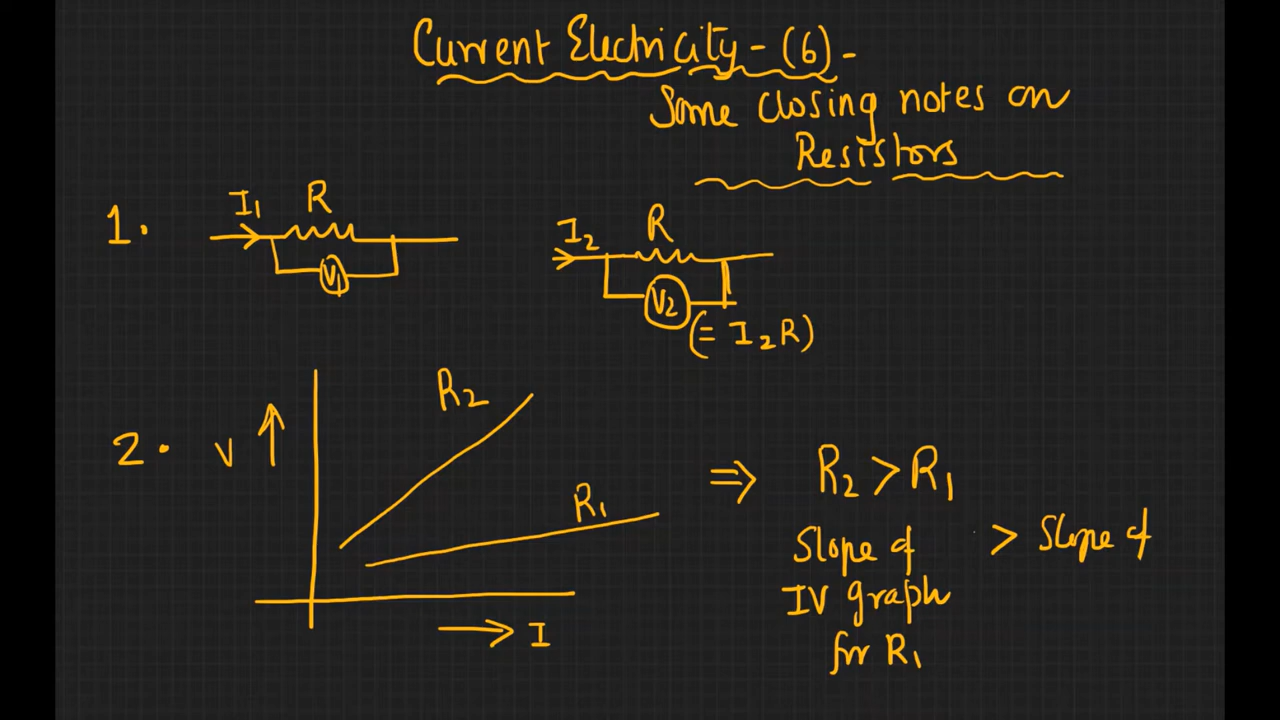 Current Electricity - (6) -
Some closing notes on
Resistors
1. I₁ R
V₁
I₂ R
V₂
(= I₂R)
2. V ↑
R₂
R₁
→ I
⇒ R₂ > R₁
Slope of > Slope of
IV graph
for R₁